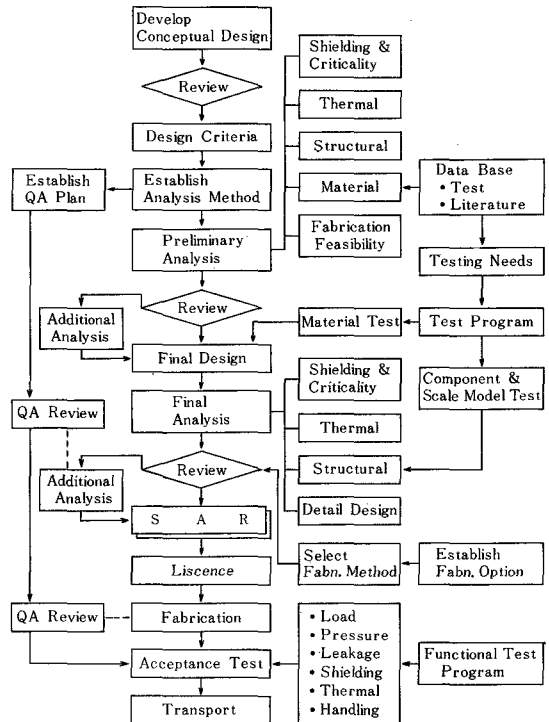 Develop
Conceptual Design
Review
Design Criteria
Establish
QA Plan
Establish
Analysis Method
Preliminary
Analysis
Shielding &
Criticality
Thermal
Structural
Material
Fabrication
Feasibility
Data Base
• Test
• Literature
Testing Needs
Test Program
Material Test
Component &
Scale Model Test
Review
Additional
Analysis
Final Design
Final
Analysis
QA Review
Shielding &
Criticality
Thermal
Structural
Detail Design
Review
Additional
Analysis
S A R
Select
Fabn. Method
Establish
Fabn. Option
Liscence
QA Review
Fabrication
Acceptance Test
Transport
• Load
• Pressure
• Leakage
• Shielding
• Thermal
• Handling
Functional Test
Program